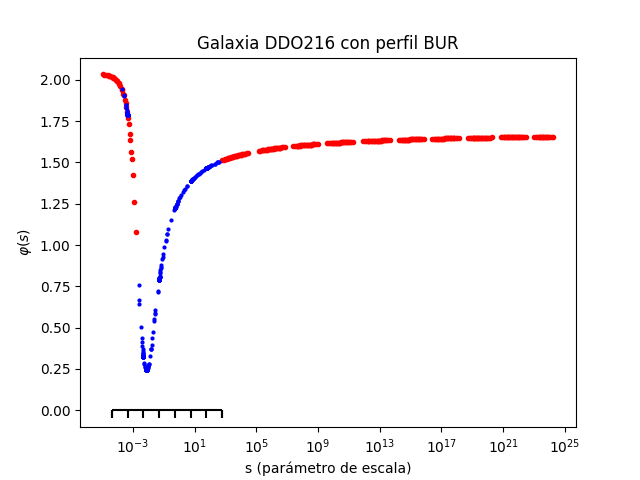 Galaxia DDO216 con perfil BUR
φ(s)
2.00
1.75
1.50
1.25
1.00
0.75
0.50
0.25
0.00
10⁻³ 10¹ 10⁵ 10⁹ 10¹³ 10¹⁷ 10²¹ 10²⁵
s (parámetro de escala)